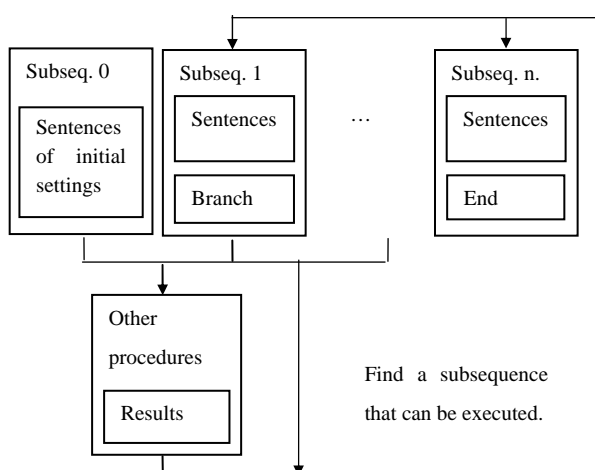 Subseq. 0
Sentences
of initial
settings
Subseq. 1
Sentences
Branch
…
Subseq. n.
Sentences
End
Other
procedures
Results
Find a subsequence
that can be executed.